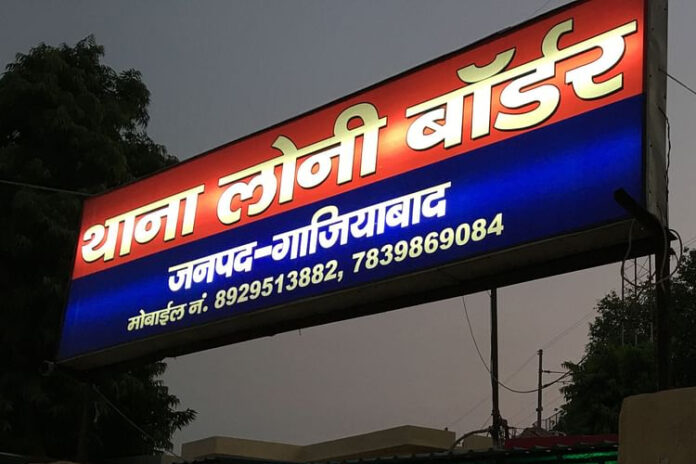 थाना लोनी बॉर्डर
जनपद-गाजियाबाद
मोबाईल नं. 8929513882, 7839869084